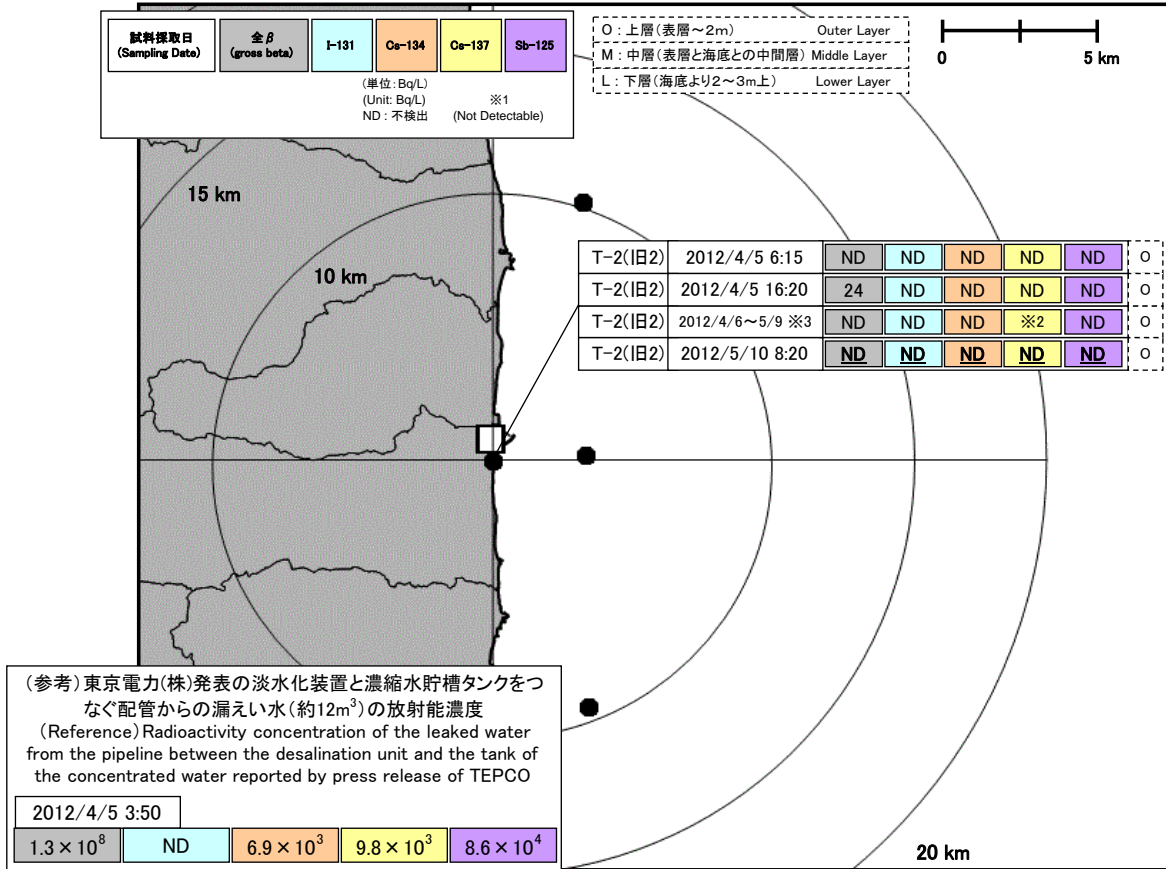 試料採取日
(Sampling Date)
全β
(gross beta)
I-131
Cs-134
Cs-137
Sb-125
(単位: Bq/L)
(Unit: Bq/L) ※1
ND : 不検出 (Not Detectable)
O : 上層(表層～2m) Outer Layer
M : 中層(表層と海底との中間層) Middle Layer
L : 下層(海底より2～3m上) Lower Layer
0 5 km
15 km
10 km
T-2(旧2) 2012/4/5 6:15 ND ND ND ND ND O
T-2(旧2) 2012/4/5 16:20 24 ND ND ND ND O
T-2(旧2) 2012/4/6～5/9 ※3 ND ND ND ※2 ND O
T-2(旧2) 2012/5/10 8:20 ND ND ND ND ND O
(参考)東京電力(株)発表の淡水化装置と濃縮水貯槽タンクをつ
なぐ配管からの漏えい水(約12m³)の放射能濃度
(Reference)Radioactivity concentration of the leaked water
from the pipeline between the desalination unit and the tank of
the concentrated water reported by press release of TEPCO
2012/4/5 3:50
1.3 × 10⁸ ND 6.9 × 10³ 9.8 × 10³ 8.6 × 10⁴
20 km